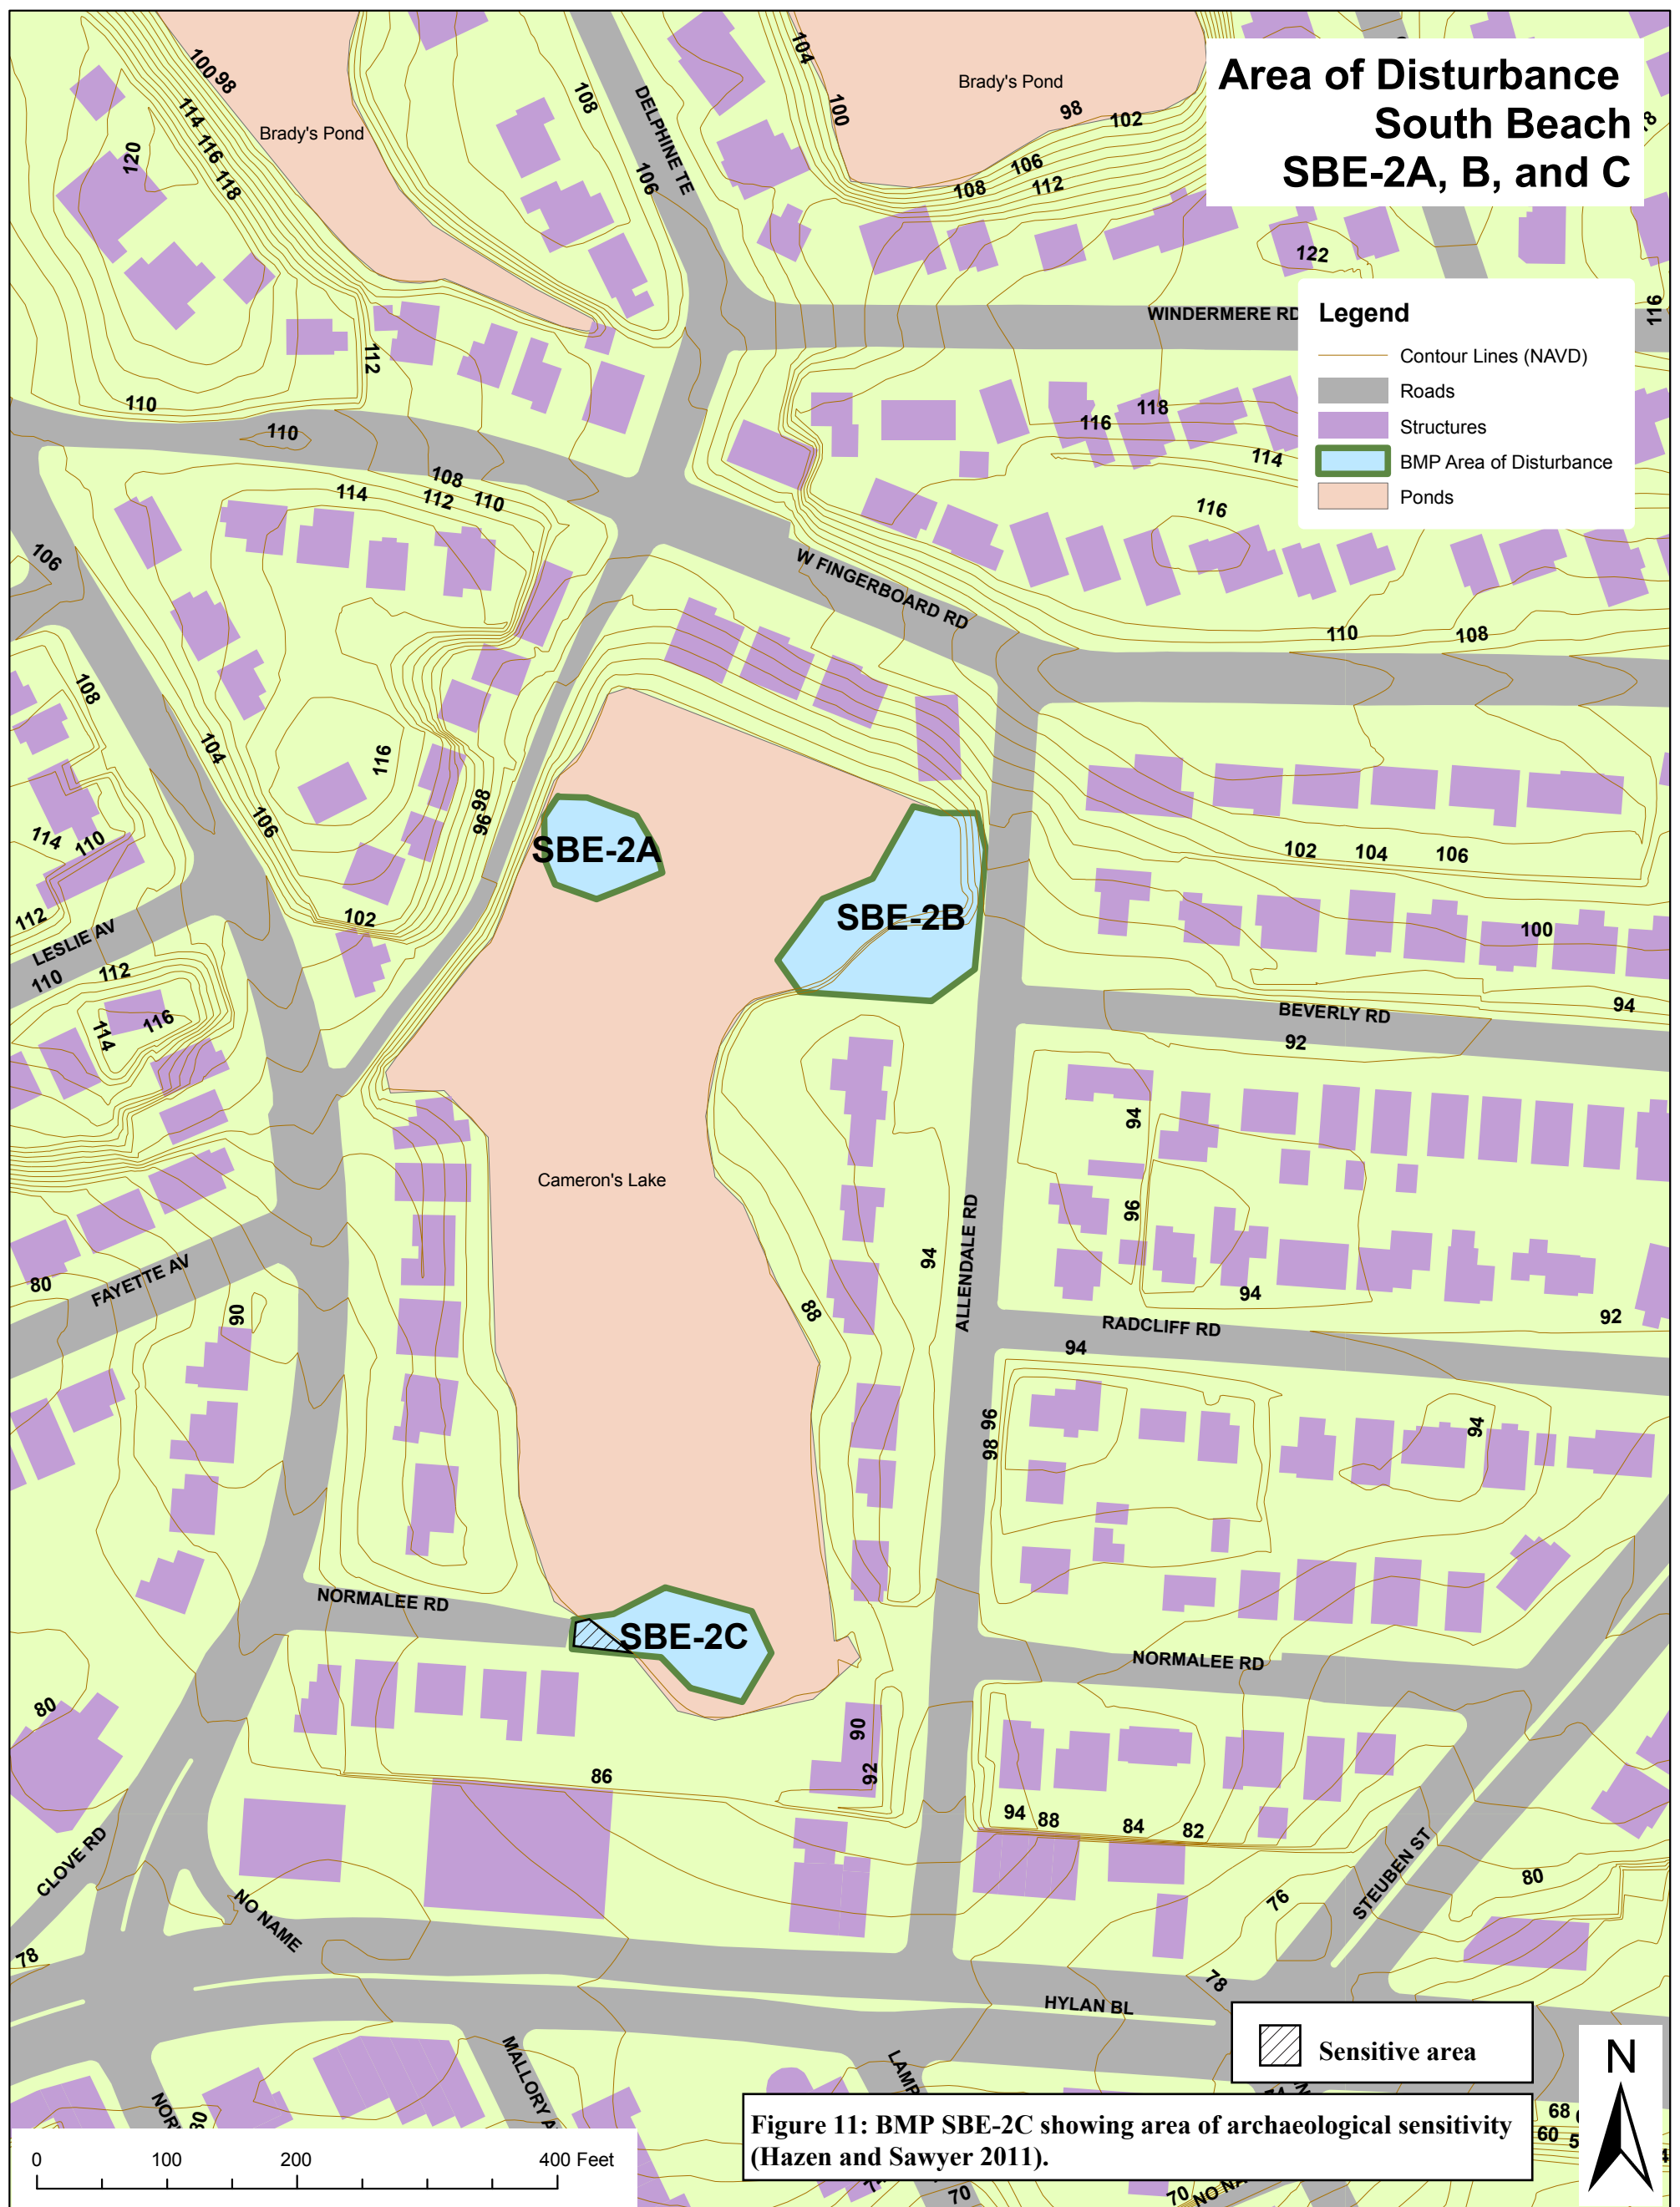 Area of Disturbance
South Beach
SBE-2A, B, and C
Legend
Contour Lines (NAVD)
Roads
Structures
BMP Area of Disturbance
Ponds
Brady's Pond
Brady's Pond
100
98
114
116
118
120
108
106
DELPHINE TE
104
100
98
102
106
108
112
122
116
WINDERMERE RD
112
110
110
108
114
112
110
118
116
114
116
106
W FINGERBOARD RD
110
108
108
104
116
106
98
96
114
110
112
102
LESLIE AV
110
112
114
116
SBE-2A
SBE-2B
102
104
106
100
94
BEVERLY RD
92
94
96
94
Cameron's Lake
88
94
ALLENDALE RD
RADCLIFF RD
92
94
96
98
94
80
FAYETTE AV
90
NORMALEE RD
SBE-2C
NORMALEE RD
80
90
92
86
94
88
84
82
CLOVE RD
NO NAME
78
STEUBEN ST
76
80
78
HYLAN BL
MALLORY A
LAMP
Sensitive area
N
68
60
Figure 11: BMP SBE-2C showing area of archaeological sensitivity
(Hazen and Sawyer 2011).
0 100 200 400 Feet
70
70
NO NA